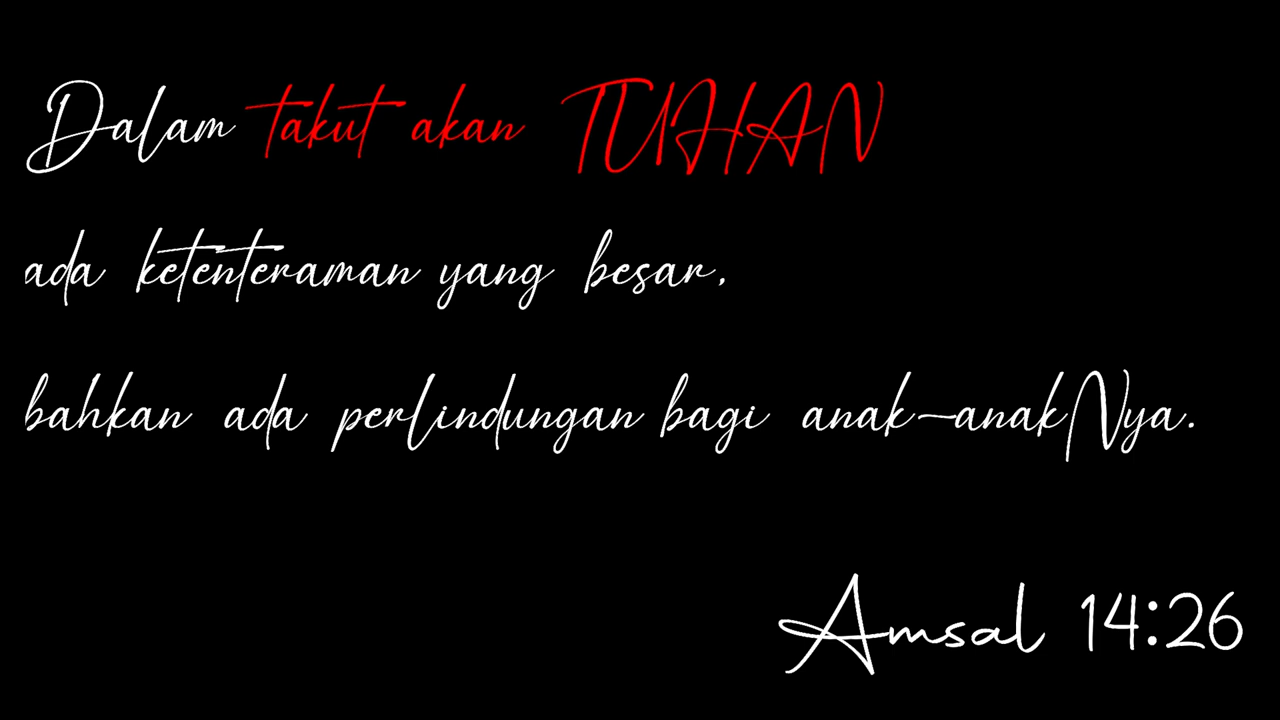 Dalam takut akan TUHAN
ada ketenteraman yang besar,
bahkan ada perlindungan bagi anak-anakNya.
Amsal 14:26